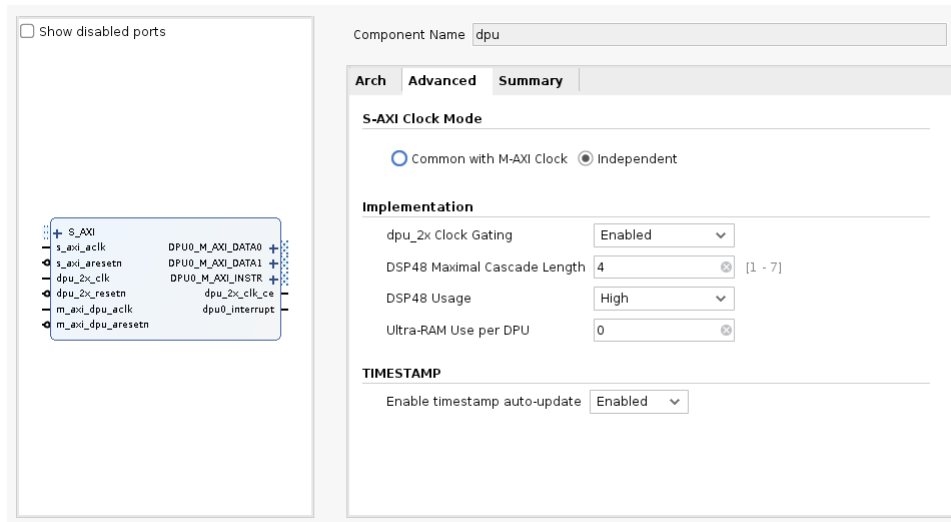 Show disabled ports
S_AXI
s_axi_aclk
s_axi_aresetn
dpu_2x_clk
dpu_2x_resetn
m_axi_dpu_aclk
m_axi_dpu_aresetn
DPU0_M_AXI_DATA0
DPU0_M_AXI_DATA1
DPU0_M_AXI_INSTR
dpu_2x_clk_ce
dpu0_interrupt
Component Name dpu
Arch Advanced Summary
S-AXI Clock Mode
Common with M-AXI Clock Independent
Implementation
dpu_2x Clock Gating Enabled
DSP48 Maximal Cascade Length 4 [1 - 7]
DSP48 Usage High
Ultra-RAM Use per DPU 0
TIMESTAMP
Enable timestamp auto-update Enabled